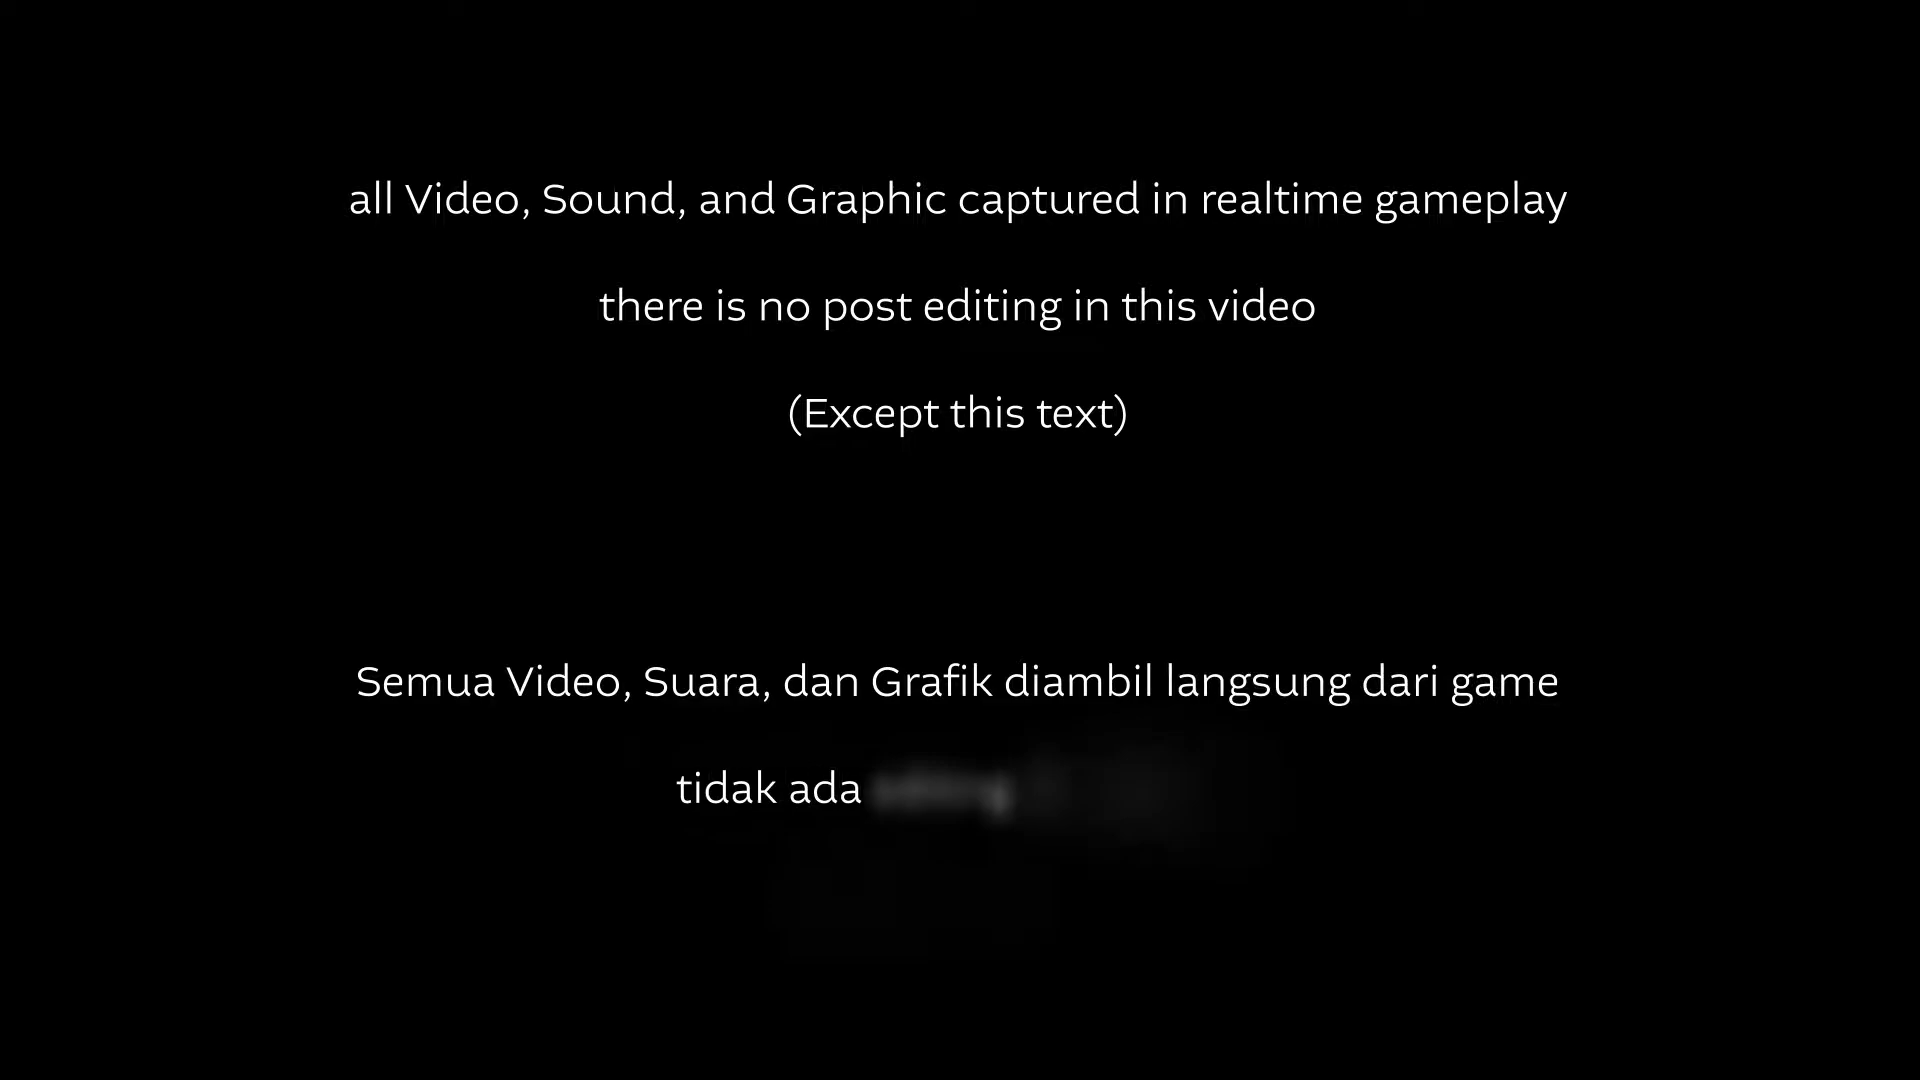 all Video, Sound, and Graphic captured in realtime gameplay
there is no post editing in this video
(Except this text)
Semua Video, Suara, dan Grafik diambil langsung dari game
tidak ada